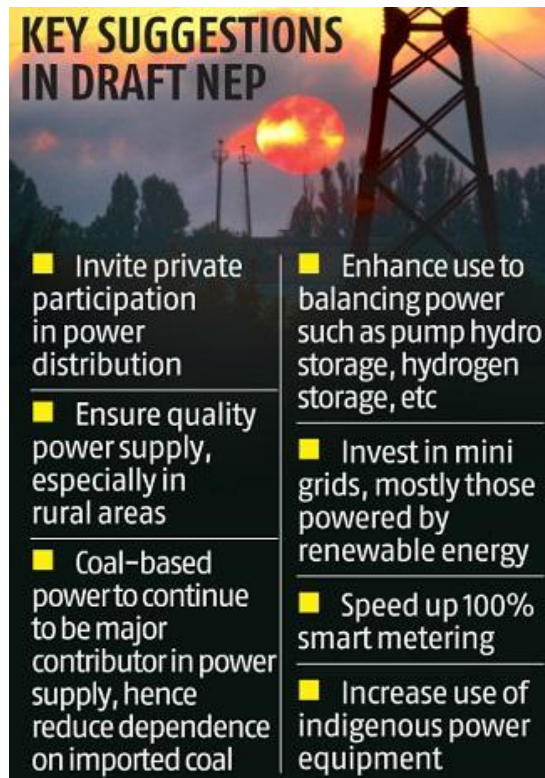 KEY SUGGESTIONS
IN DRAFT NEP
Invite private
participation
in power
distribution
Ensure quality
power supply,
especially in
rural areas
Coal-based
power to continue
to be major
contributor in power
supply, hence
reduce dependence
on imported coal
Enhance use to
balancing power
such as pump hydro
storage, hydrogen
storage, etc
Invest in mini
grids, mostly those
powered by
renewable energy
Speed up 100%
smart metering
Increase use of
indigenous power
equipment